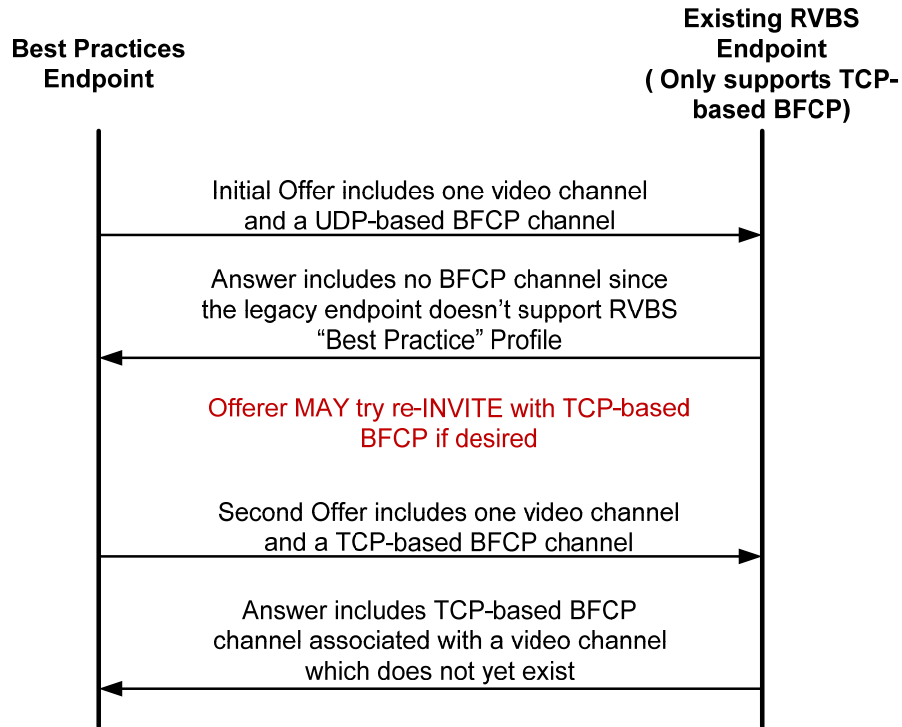 Best Practices
Endpoint
Existing RVBS
Endpoint
( Only supports TCP-
based BFCP)
Initial Offer includes one video channel
and a UDP-based BFCP channel
Answer includes no BFCP channel since
the legacy endpoint doesn’t support RVBS
“Best Practice” Profile
Offerer MAY try re-INVITE with TCP-based
BFCP if desired
Second Offer includes one video channel
and a TCP-based BFCP channel
Answer includes TCP-based BFCP
channel associated with a video channel
which does not yet exist